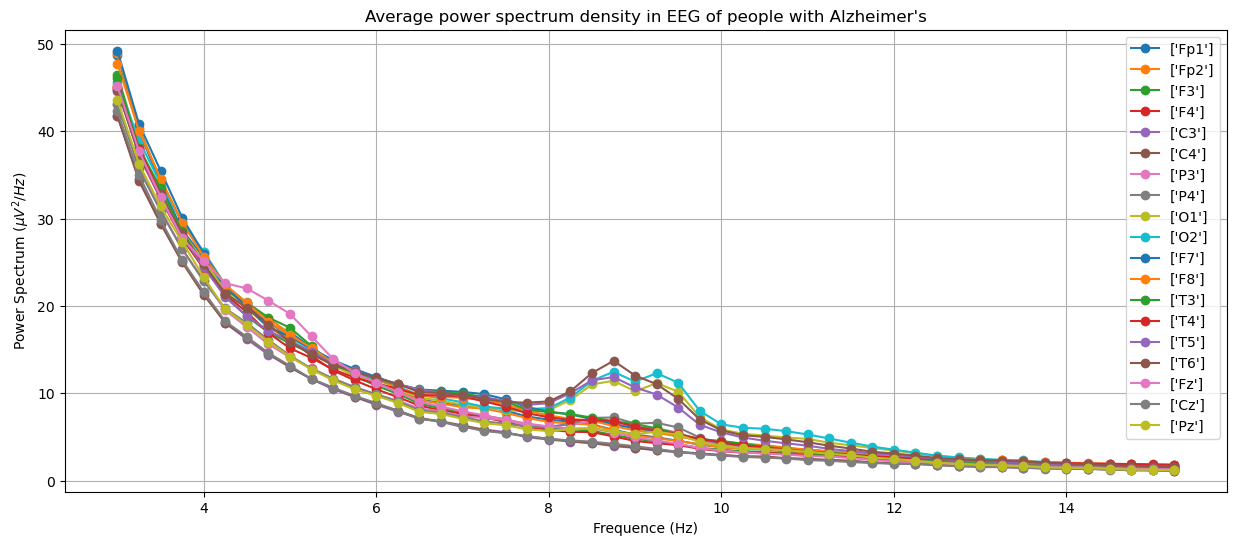 Average power spectrum density in EEG of people with Alzheimer's
Power Spectrum (μV²/Hz)
50
40
30
20
10
0
4
6
8
10
12
14
Frequence (Hz)
['Fp1']
['Fp2']
['F3']
['F4']
['C3']
['C4']
['P3']
['P4']
['O1']
['O2']
['F7']
['F8']
['T3']
['T4']
['T5']
['T6']
['Fz']
['Cz']
['Pz']